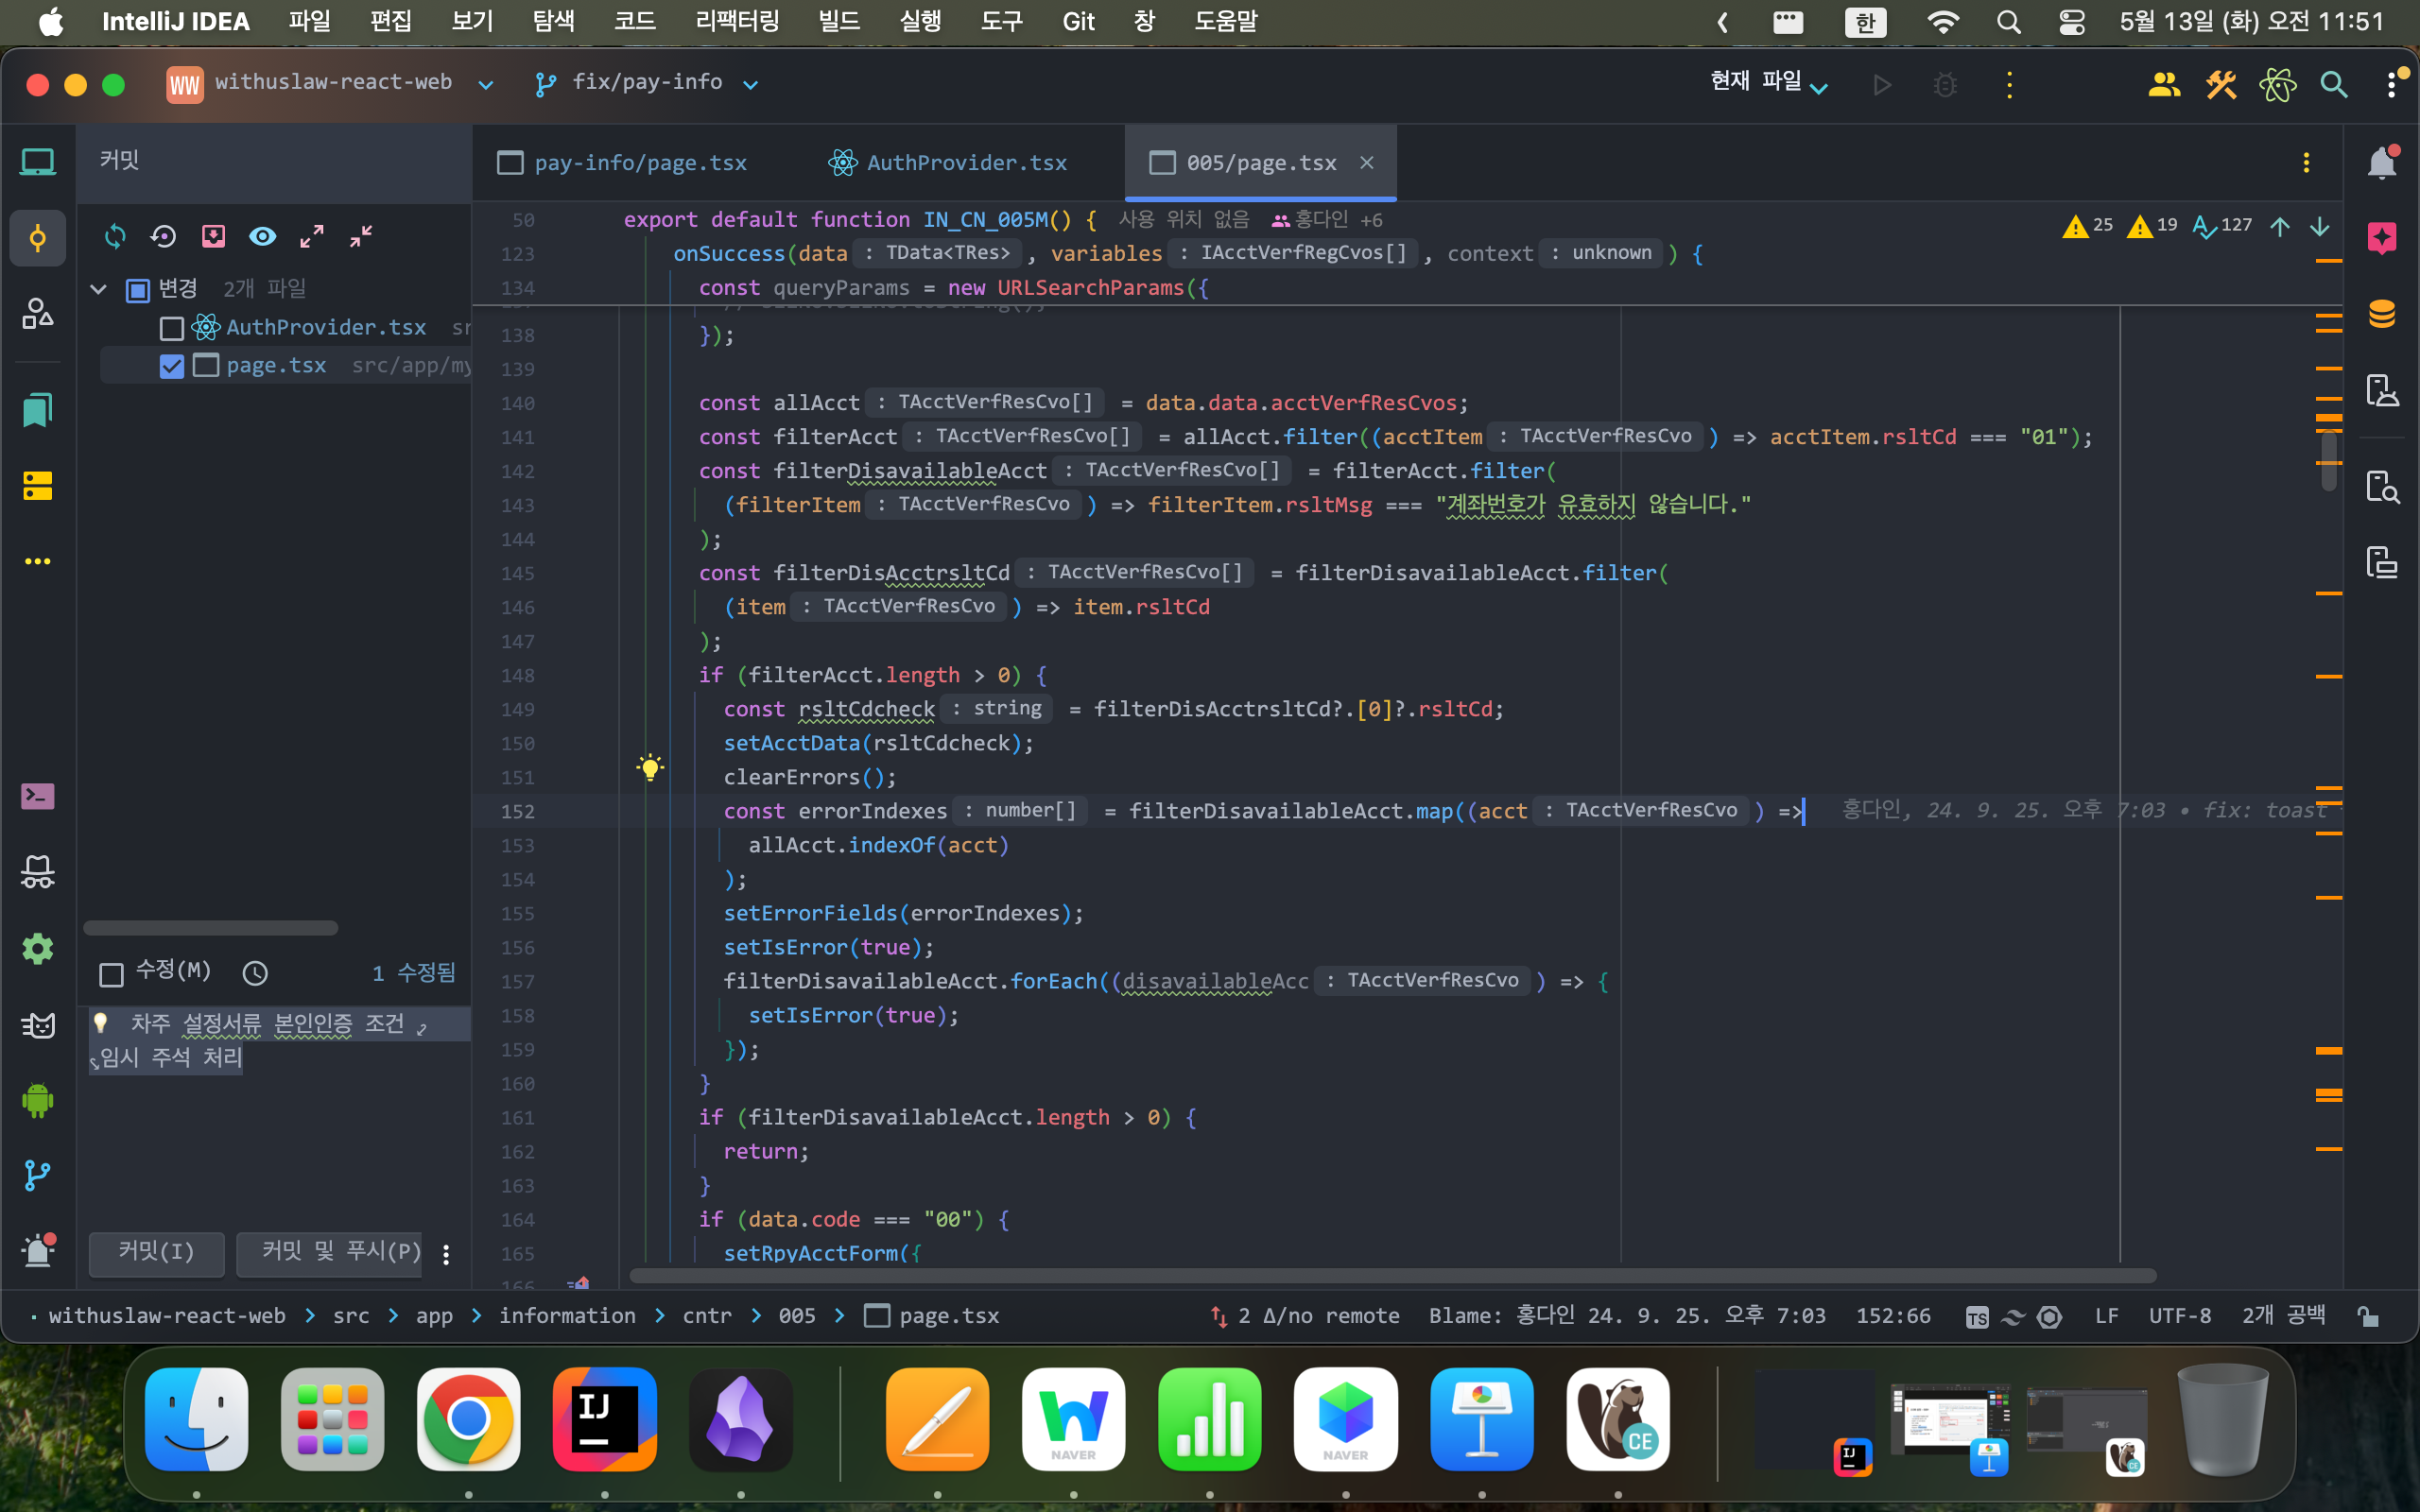 IntelliJ IDEA 파일 편집 보기 탐색 코드 리팩터링 빌드 실행 도구 Git 창 도움말 한 5월 13일 (화) 오전 11:51
WW withuslaw-react-web fix/pay-info 현재 파일
커밋
pay-info/page.tsx AuthProvider.tsx 005/page.tsx
변경 2개 파일
AuthProvider.tsx
page.tsx src/app/my
수정(M) 1 수정됨
차주 설정서류 본인인증 조건
임시 주석 처리
커밋(I) 커밋 및 푸시(P)
25 19 127
50 export default function IN_CN_005M() { 사용 위치 없음 홍다인 +6
123 onSuccess(data : TData<TRes> , variables : IAcctVerfRegCvos[] , context : unknown ) {
134 const queryParams = new URLSearchParams({
138 });
139
140 const allAcct : TAcctVerfResCvo[] = data.data.acctVerfResCvos;
141 const filterAcct : TAcctVerfResCvo[] = allAcct.filter((acctItem : TAcctVerfResCvo ) => acctItem.rsltCd === "01");
142 const filterDisavailableAcct : TAcctVerfResCvo[] = filterAcct.filter(
143 (filterItem : TAcctVerfResCvo ) => filterItem.rsltMsg === "계좌번호가 유효하지 않습니다."
144 );
145 const filterDisAcctrsltCd : TAcctVerfResCvo[] = filterDisavailableAcct.filter(
146 (item : TAcctVerfResCvo ) => item.rsltCd
147 );
148 if (filterAcct.length > 0) {
149 const rsltCdcheck : string = filterDisAcctrsltCd?.[0]?.rsltCd;
150 setAcctData(rsltCdcheck);
151 clearErrors();
152 const errorIndexes : number[] = filterDisavailableAcct.map((acct : TAcctVerfResCvo ) => 홍다인, 24. 9. 25. 오후 7:03 • fix: toast
153 allAcct.indexOf(acct)
154 );
155 setErrorFields(errorIndexes);
156 setIsError(true);
157 filterDisavailableAcct.forEach((disavailableAcc : TAcctVerfResCvo ) => {
158 setIsError(true);
159 });
160 }
161 if (filterDisavailableAcct.length > 0) {
162 return;
163 }
164 if (data.code === "00") {
165 setRpyAcctForm({
166
withuslaw-react-web > src > app > information > cntr > 005 > page.tsx 2 Δ/no remote Blame: 홍다인 24. 9. 25. 오후 7:03 152:66 TS LF UTF-8 2개 공백
IJ NAVER NAVER CE IJ CE